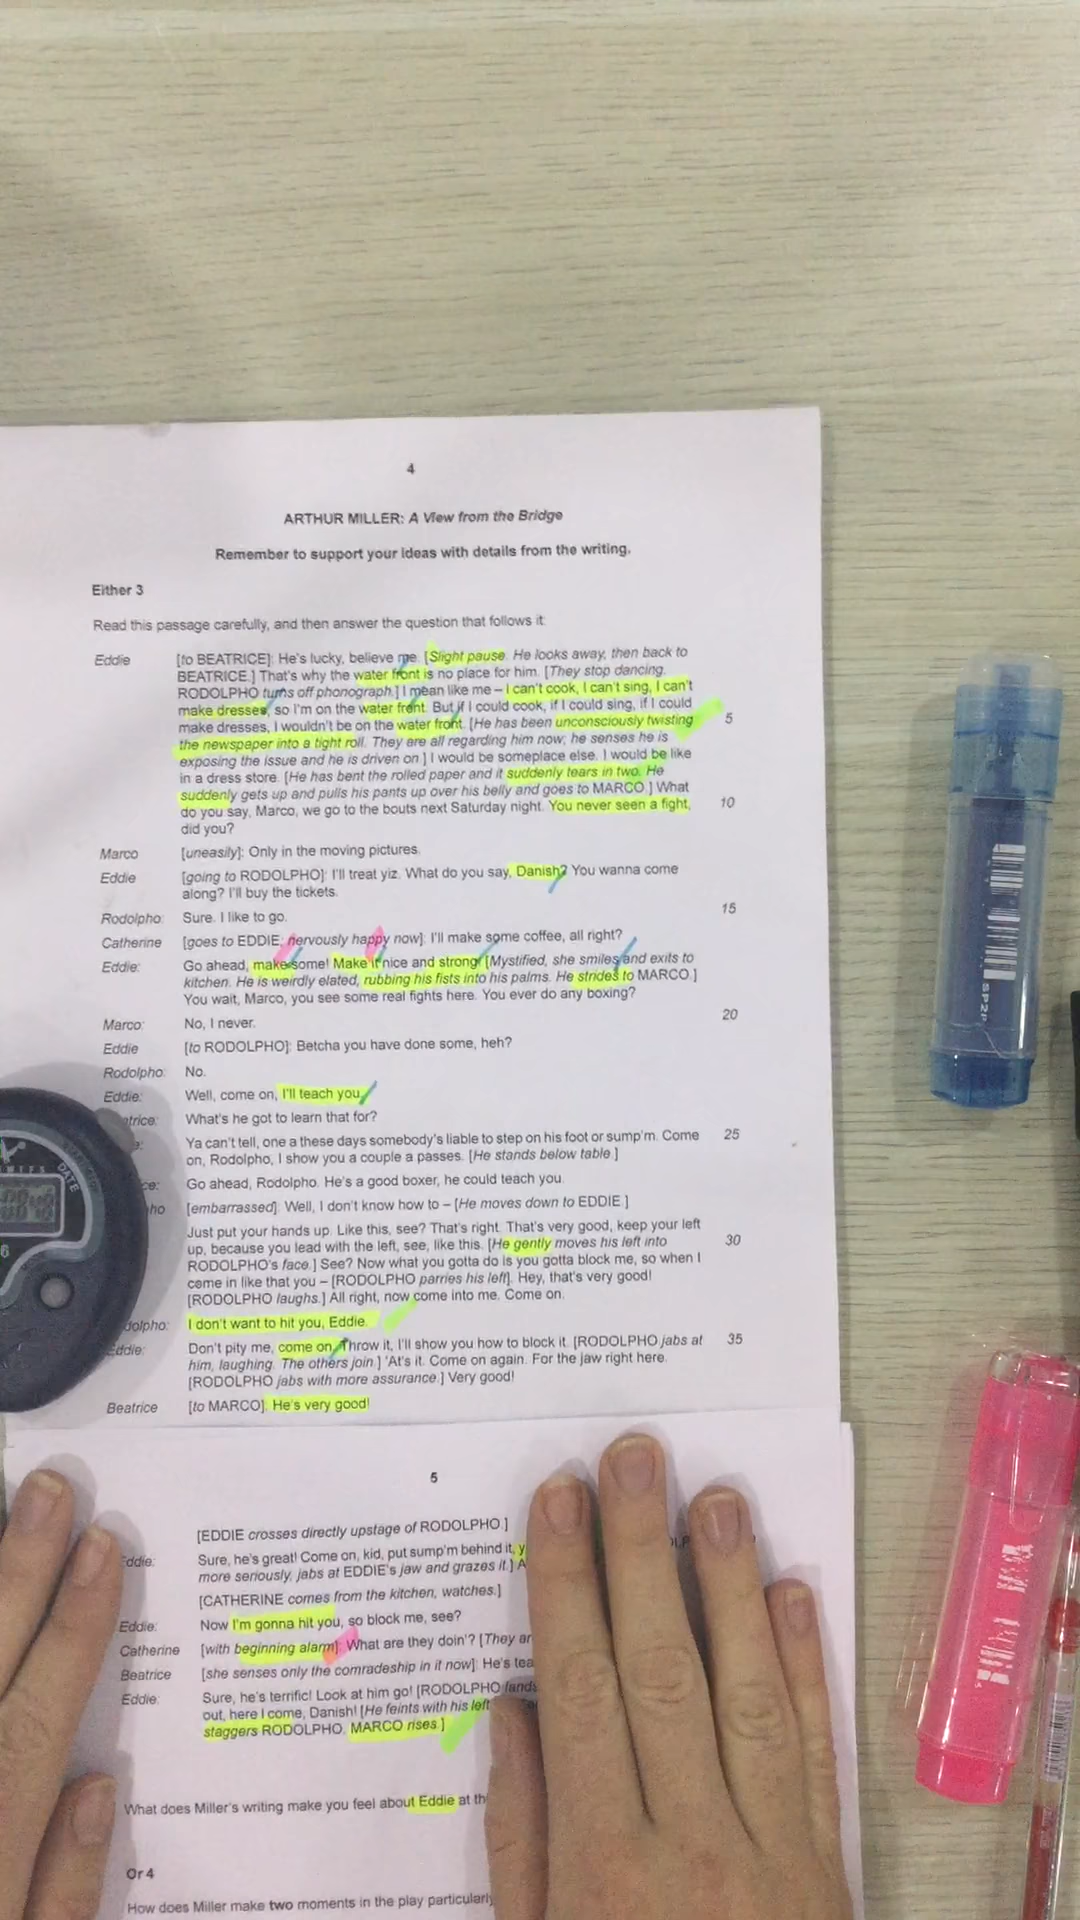 4
ARTHUR MILLER: A View from the Bridge
Remember to support your ideas with details from the writing.
Either 3
Read this passage carefully, and then answer the question that follows it:
Eddie [to BEATRICE]: He's lucky, believe me. [Slight pause. He looks away, then back to
BEATRICE.] That's why the water front is no place for him. [They stop dancing.
RODOLPHO turns off phonograph.] I mean like me – I can't cook, I can't sing, I can't
make dresses, so I'm on the water front. But if I could cook, if I could sing, if I could
make dresses, I wouldn't be on the water front. [He has been unconsciously twisting 5
the newspaper into a tight roll. They are all regarding him now; he senses he is
exposing the issue and he is driven on.] I would be someplace else. I would be like
in a dress store. [He has bent the rolled paper and it suddenly tears in two. He
suddenly gets up and pulls his pants up over his belly and goes to MARCO.] What
do you say, Marco, we go to the bouts next Saturday night. You never seen a fight, 10
did you?
Marco [uneasily]: Only in the moving pictures.
Eddie [going to RODOLPHO]: I'll treat yiz. What do you say, Danish? You wanna come
along? I'll buy the tickets.
15
Rodolpho: Sure. I like to go.
Catherine [goes to EDDIE; nervously happy now]: I'll make some coffee, all right?
Eddie: Go ahead, make some! Make it nice and strong. [Mystified, she smiles and exits to
kitchen. He is weirdly elated, rubbing his fists into his palms. He strides to MARCO.]
You wait, Marco, you see some real fights here. You ever do any boxing?
Marco: No, I never. 20
Eddie [to RODOLPHO]: Betcha you have done some, heh?
Rodolpho: No.
Eddie: Well, come on, I'll teach you.
atrice: What's he got to learn that for?
e: Ya can't tell, one a these days somebody's liable to step on his foot or sump'm. Come 25
on, Rodolpho, I show you a couple a passes. [He stands below table.]
ce: Go ahead, Rodolpho. He's a good boxer, he could teach you.
ho [embarrassed]: Well, I don't know how to – [He moves down to EDDIE.]
Just put your hands up. Like this, see? That's right. That's very good, keep your left
up, because you lead with the left, see, like this. [He gently moves his left into 30
RODOLPHO's face.] See? Now what you gotta do is you gotta block me, so when I
come in like that you – [RODOLPHO parries his left]. Hey, that's very good!
[RODOLPHO laughs.] All right, now come into me. Come on.
dolpho: I don't want to hit you, Eddie.
Eddie: Don't pity me, come on. Throw it, I'll show you how to block it. [RODOLPHO jabs at 35
him, laughing. The others join.] 'At's it. Come on again. For the jaw right here.
[RODOLPHO jabs with more assurance.] Very good!
Beatrice [to MARCO]: He's very good!
5
[EDDIE crosses directly upstage of RODOLPHO.]
Eddie: Sure, he's great! Come on, kid, put sump'm behind it, y
more seriously, jabs at EDDIE's jaw and grazes it.] A
[CATHERINE comes from the kitchen, watches.]
Eddie: Now I'm gonna hit you, so block me, see?
Catherine [with beginning alarm]: What are they doin'? [They ar
Beatrice [she senses only the comradeship in it now]: He's tea
Eddie: Sure, he's terrific! Look at him go! [RODOLPHO lands
out, here I come, Danish! [He feints with his left
staggers RODOLPHO. MARCO rises.]
What does Miller's writing make you feel about Eddie at th
Or 4
How does Miller make two moments in the play particularly
SP2P
DATE
6